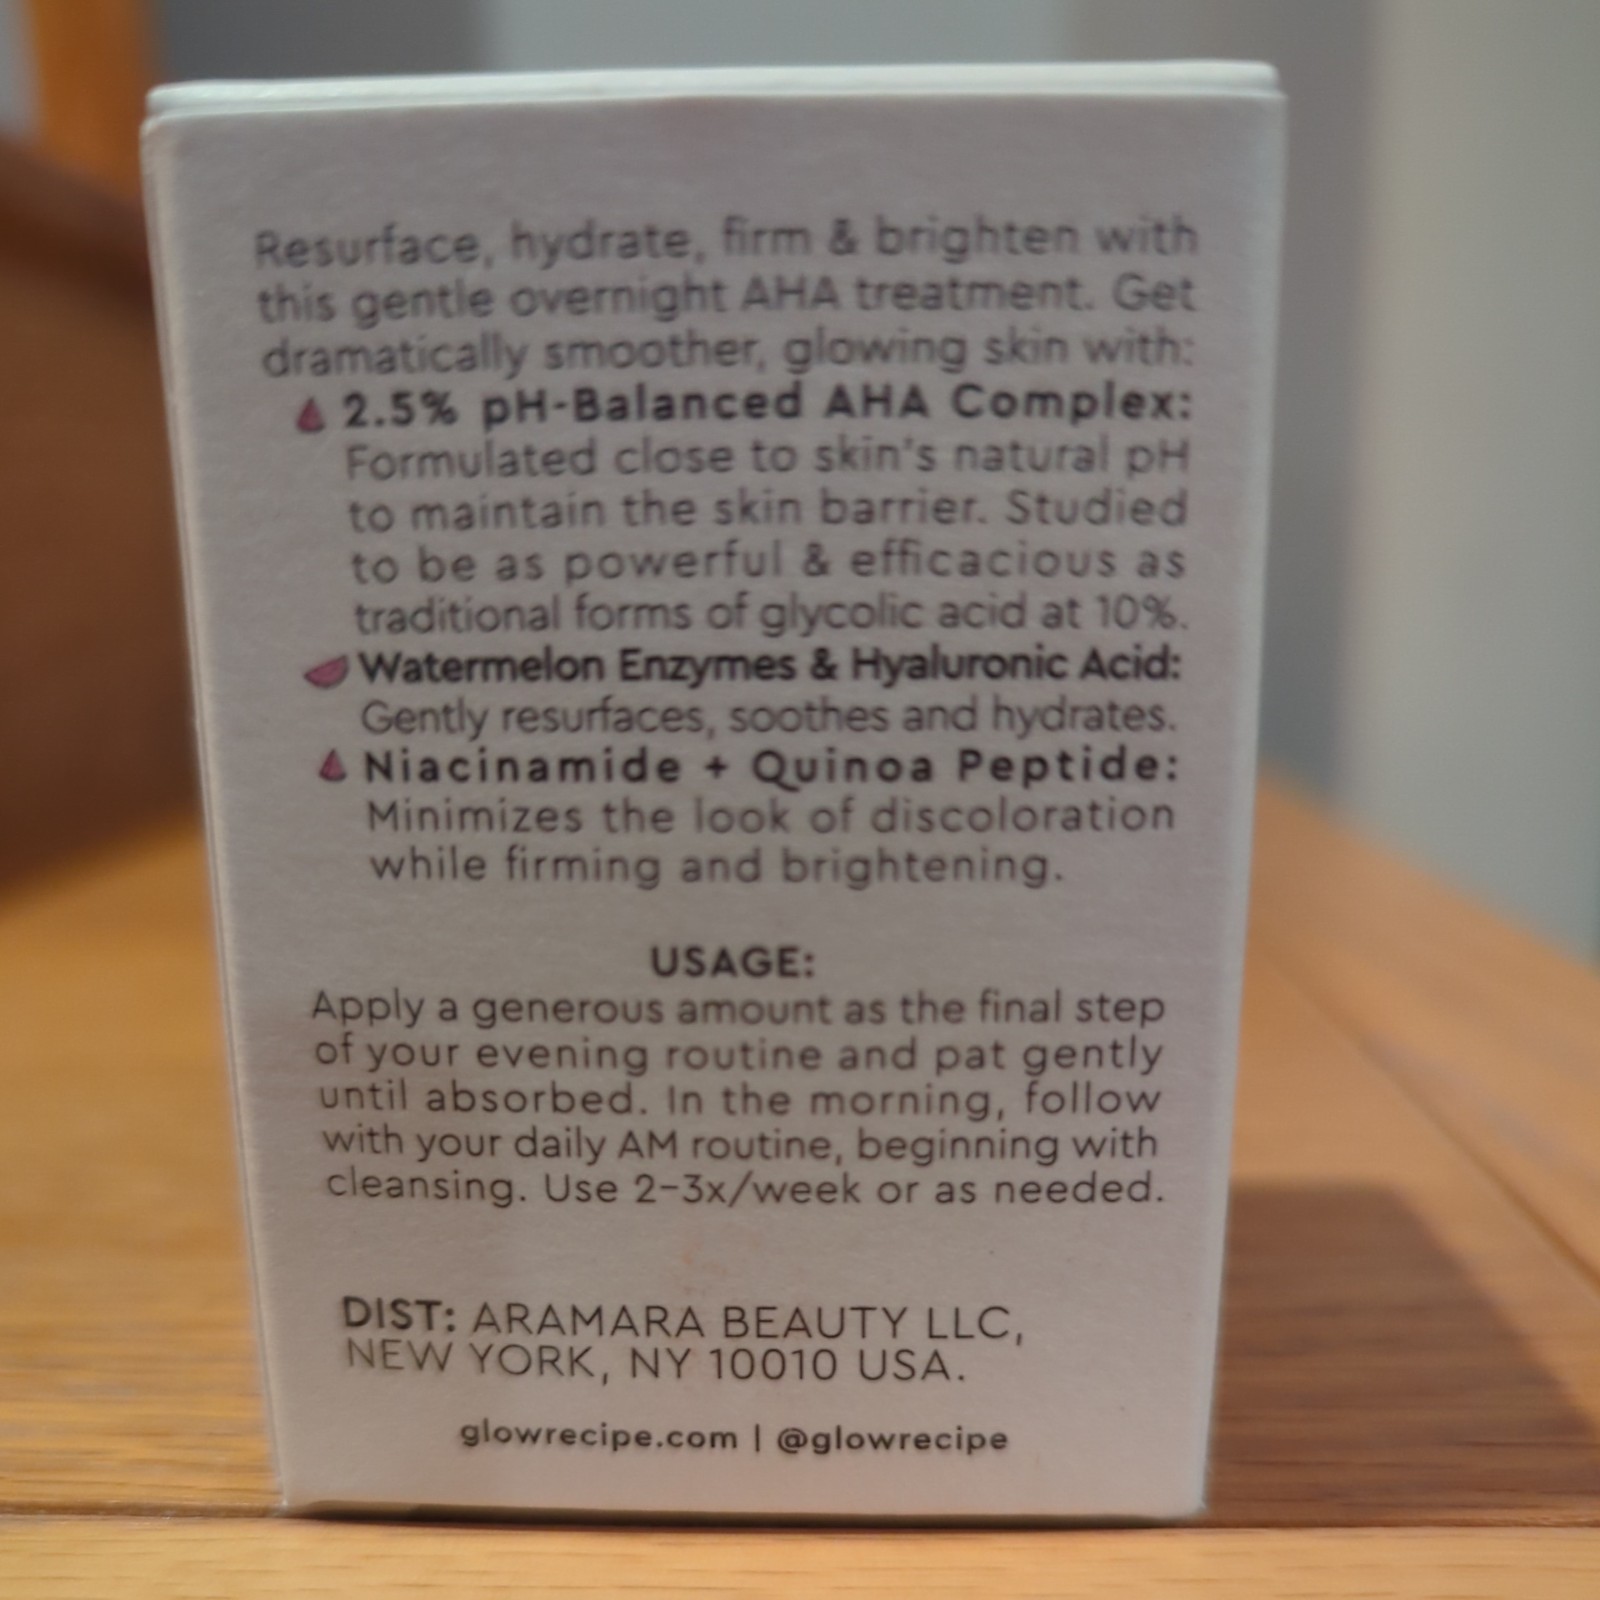 Resurface, hydrate, firm & brighten with
this gentle overnight AHA treatment. Get
dramatically smoother, glowing skin with:
2.5% pH-Balanced AHA Complex:
Formulated close to skin's natural pH
to maintain the skin barrier. Studied
to be as powerful & efficacious as
traditional forms of glycolic acid at 10%.
Watermelon Enzymes & Hyaluronic Acid:
Gently resurfaces, soothes and hydrates.
Niacinamide + Quinoa Peptide:
Minimizes the look of discoloration
while firming and brightening.
USAGE:
Apply a generous amount as the final step
of your evening routine and pat gently
until absorbed. In the morning, follow
with your daily AM routine, beginning with
cleansing. Use 2-3x/week or as needed.
DIST: ARAMARA BEAUTY LLC,
NEW YORK, NY 10010 USA.
glowrecipe.com | @glowrecipe